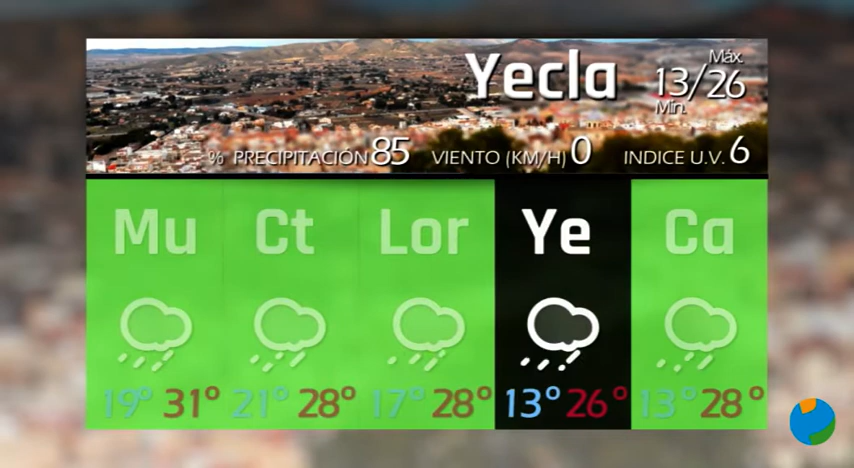 Yecla
Máx.
13/26
Mín.
% PRECIPITACIÓN 85 VIENTO (KM/H) 0 INDICE U.V. 6
Mu Ct Lor Ye Ca
19° 31° 21° 28° 17° 28° 13° 26° 13° 28°